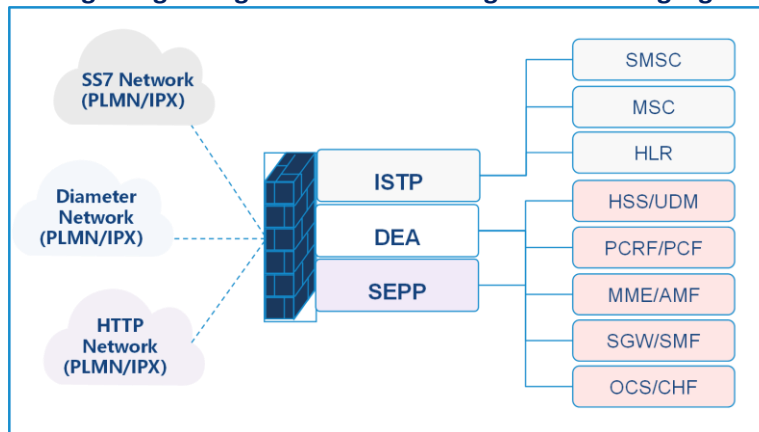 SS7 Network
(PLMN/IPX)
Diameter
Network
(PLMN/IPX)
HTTP
Network
(PLMN/IPX)
ISTP
DEA
SEPP
SMSC
MSC
HLR
HSS/UDM
PCRF/PCF
MME/AMF
SGW/SMF
OCS/CHF